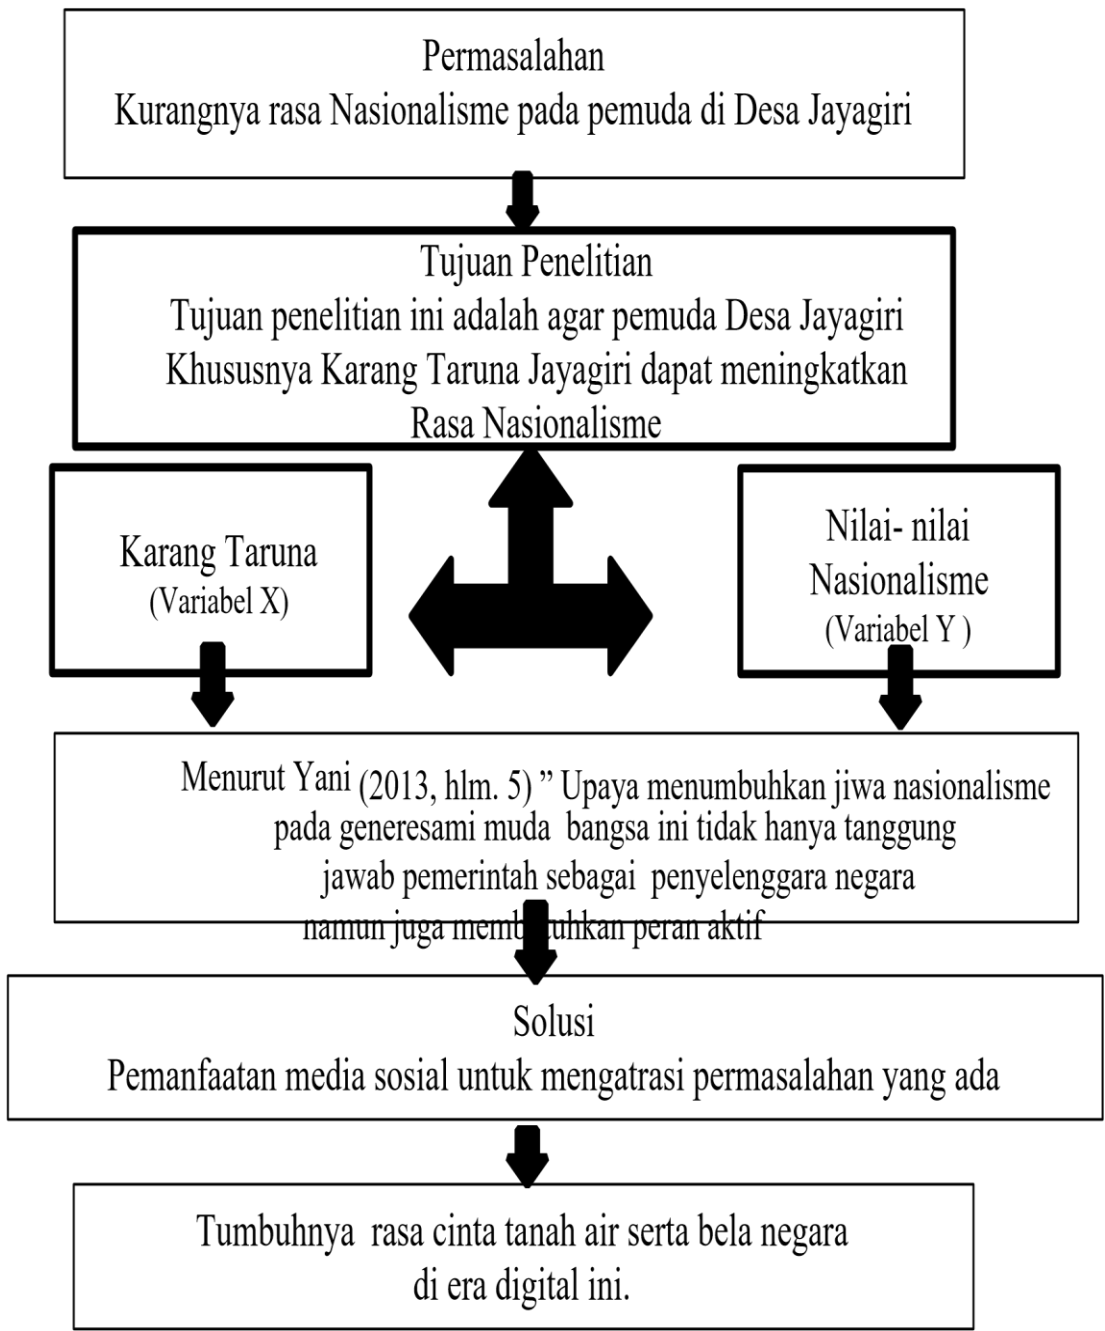 Permasalahan
Kurangnya rasa Nasionalisme pada pemuda di Desa Jayagiri
Tujuan Penelitian
Tujuan penelitian ini adalah agar pemuda Desa Jayagiri
Khususnya Karang Taruna Jayagiri dapat meningkatkan
Rasa Nasionalisme
Karang Taruna
(Variabel X)
Nilai- nilai
Nasionalisme
(Variabel Y )
Menurut Yani (2013, hlm. 5) ” Upaya menumbuhkan jiwa nasionalisme
pada generesami muda bangsa ini tidak hanya tanggung
jawab pemerintah sebagai penyelenggara negara
namun juga membutuhkan peran aktif
Solusi
Pemanfaatan media sosial untuk mengatrasi permasalahan yang ada
Tumbuhnya rasa cinta tanah air serta bela negara
di era digital ini.